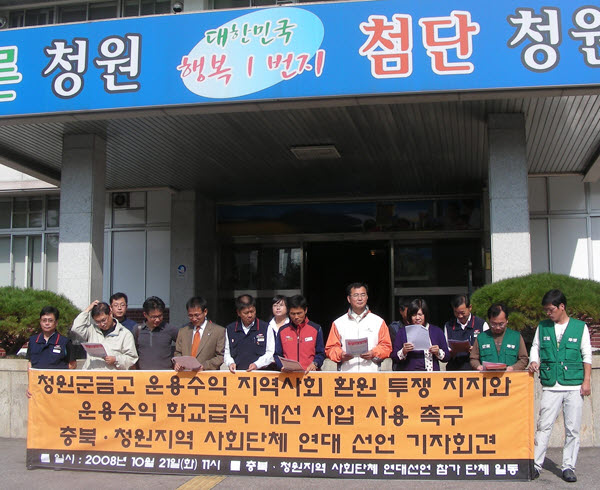 대한민국
른 청원 행복 1번지 첨단 청원
청원군금고 운용수익 지역사회 환원 투쟁 지지와
운용수익 학교급식 개선 사업 사용 촉구
충북·청원지역 사회단체 연대 선언 기자회견
■ 일시 : 2008년 10월 21일(화) 11시 ■ 충북·청원지역 사회단체 연대선언 참가 단체 일동